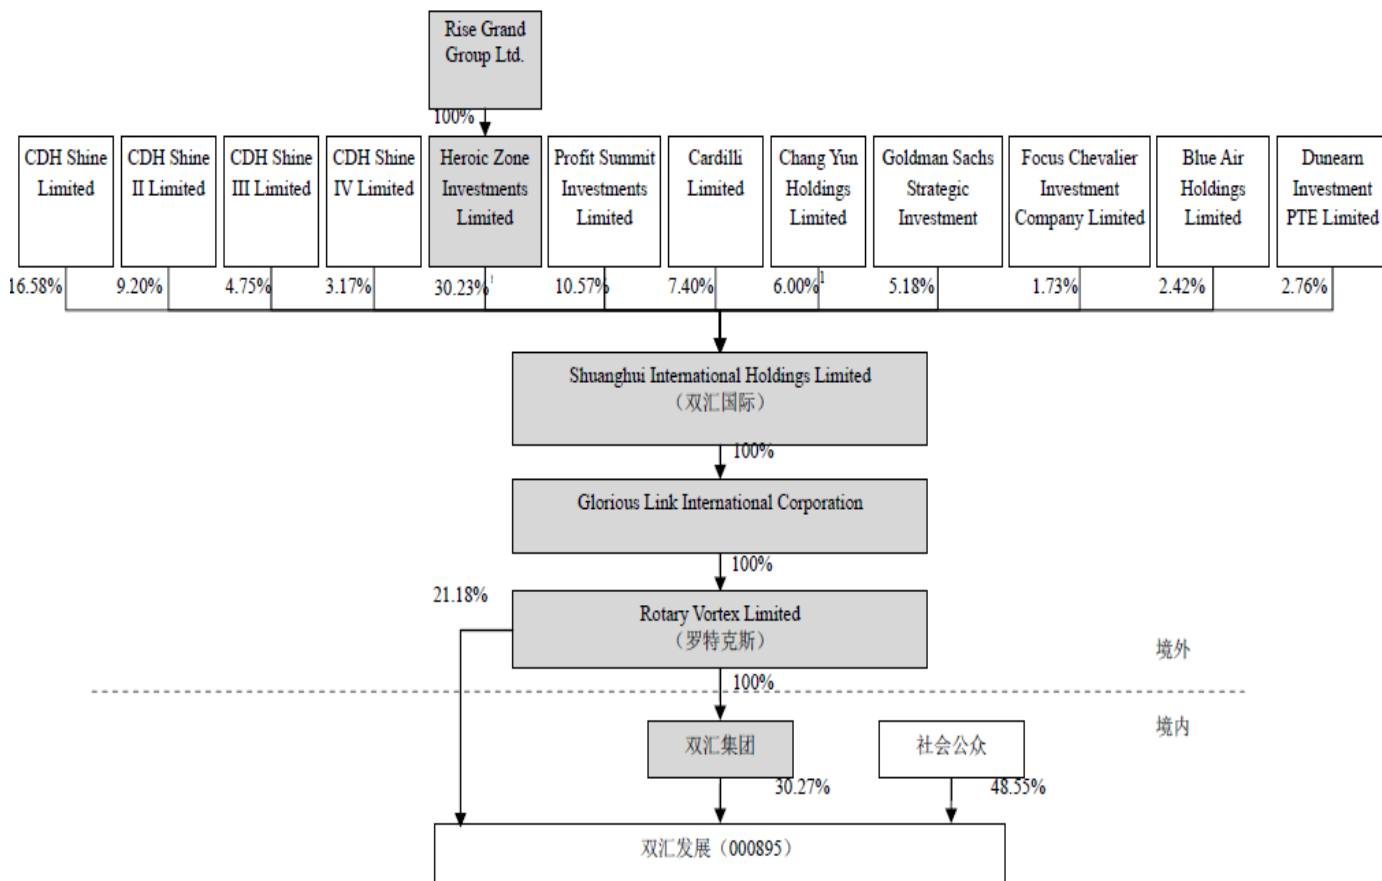 Rise Grand
Group Ltd.
100%
CDH Shine
Limited
CDH Shine
II Limited
CDH Shine
III Limited
CDH Shine
IV Limited
Heroic Zone
Investments
Limited
Profit Summit
Investments
Limited
Cardilli
Limited
Chang Yun
Holdings
Limited
Goldman Sachs
Strategic
Investment
Focus Chevalier
Investment
Company Limited
Blue Air
Holdings
Limited
Dunearn
Investment
PTE Limited
16.58%
9.20%
4.75%
3.17%
30.23%¹
10.57%
7.40%
6.00%¹
5.18%
1.73%
2.42%
2.76%
Shuanghui International Holdings Limited
（双汇国际）
100%
Glorious Link International Corporation
100%
21.18%
Rotary Vortex Limited
（罗特克斯）
境外
100%
境内
双汇集团
社会公众
30.27%
48.55%
双汇发展（000895）